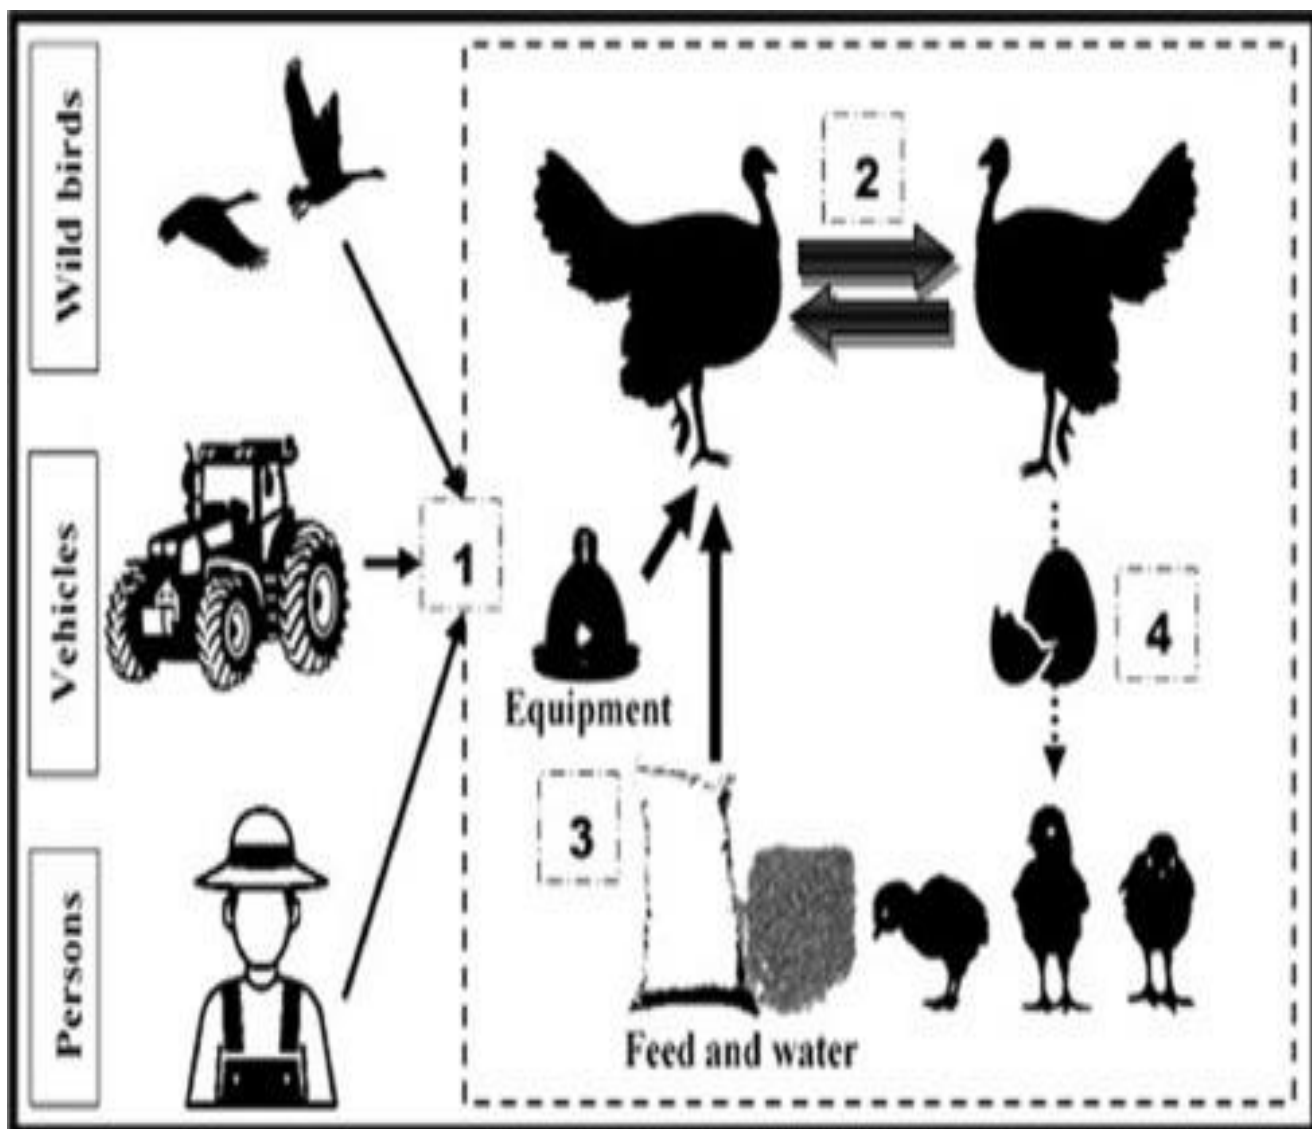 Wild birds
Vehicles
Persons
1
2
Equipment
3
Feed and water
4